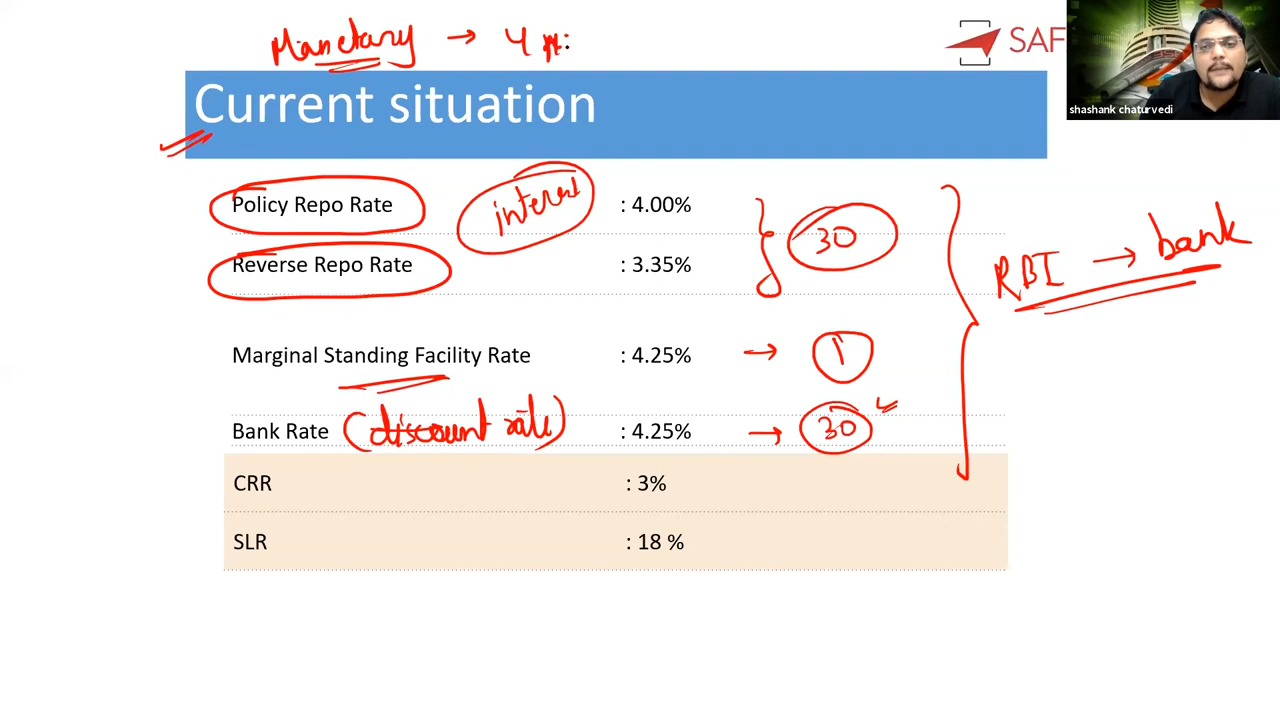 Monetary → 4
SAF
shashank chaturvedi
Current situation
Policy Repo Rate interest : 4.00%
30
Reverse Repo Rate : 3.35%
RBI → bank
Marginal Standing Facility Rate : 4.25% → 1
Bank Rate (discount rate) : 4.25% → 30
CRR : 3%
SLR : 18 %